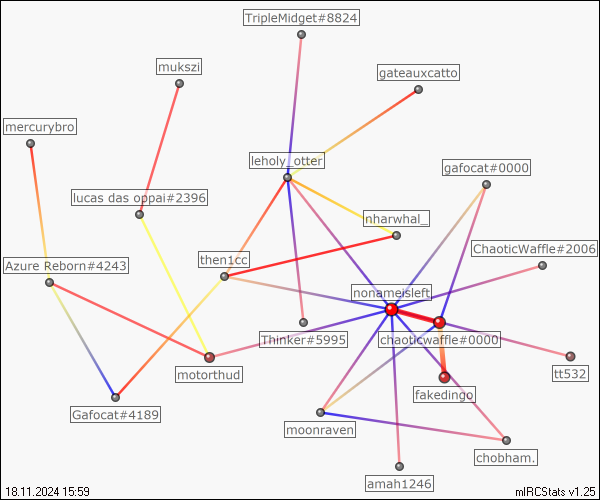 TripleMidget#8824
mukszi
gateauxcatto
mercurybro
leholy_otter
gafocat#0000
lucas das oppai#2396
nharwhal_
ChaoticWaffle#2006
then1cc
Azure Reborn#4243
nonameisleft
Thinker#5995
chaoticwaffle#0000
motorthud
tt532
fakedingo
Gafocat#4189
moonraven
chobham.
amah1246
18.11.2024 15:59
mIRCStats v1.25